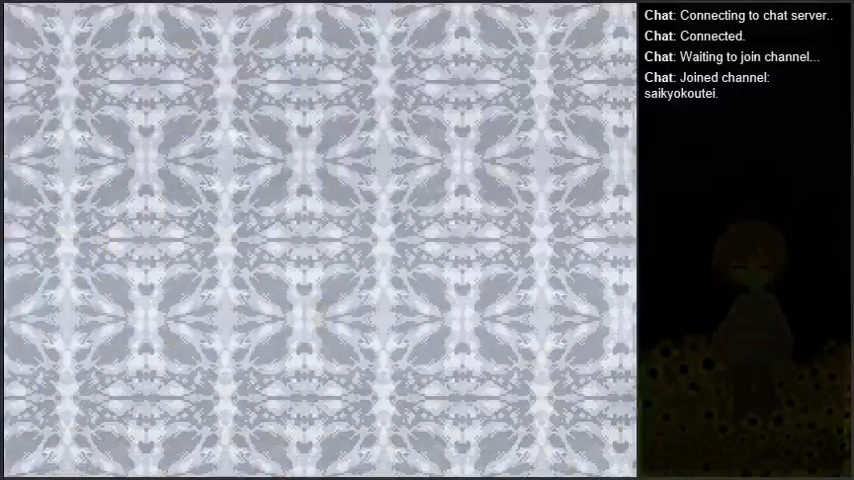 Chat: Connecting to chat server..
Chat: Connected.
Chat: Waiting to join channel...
Chat: Joined channel:
saikyokoutei.